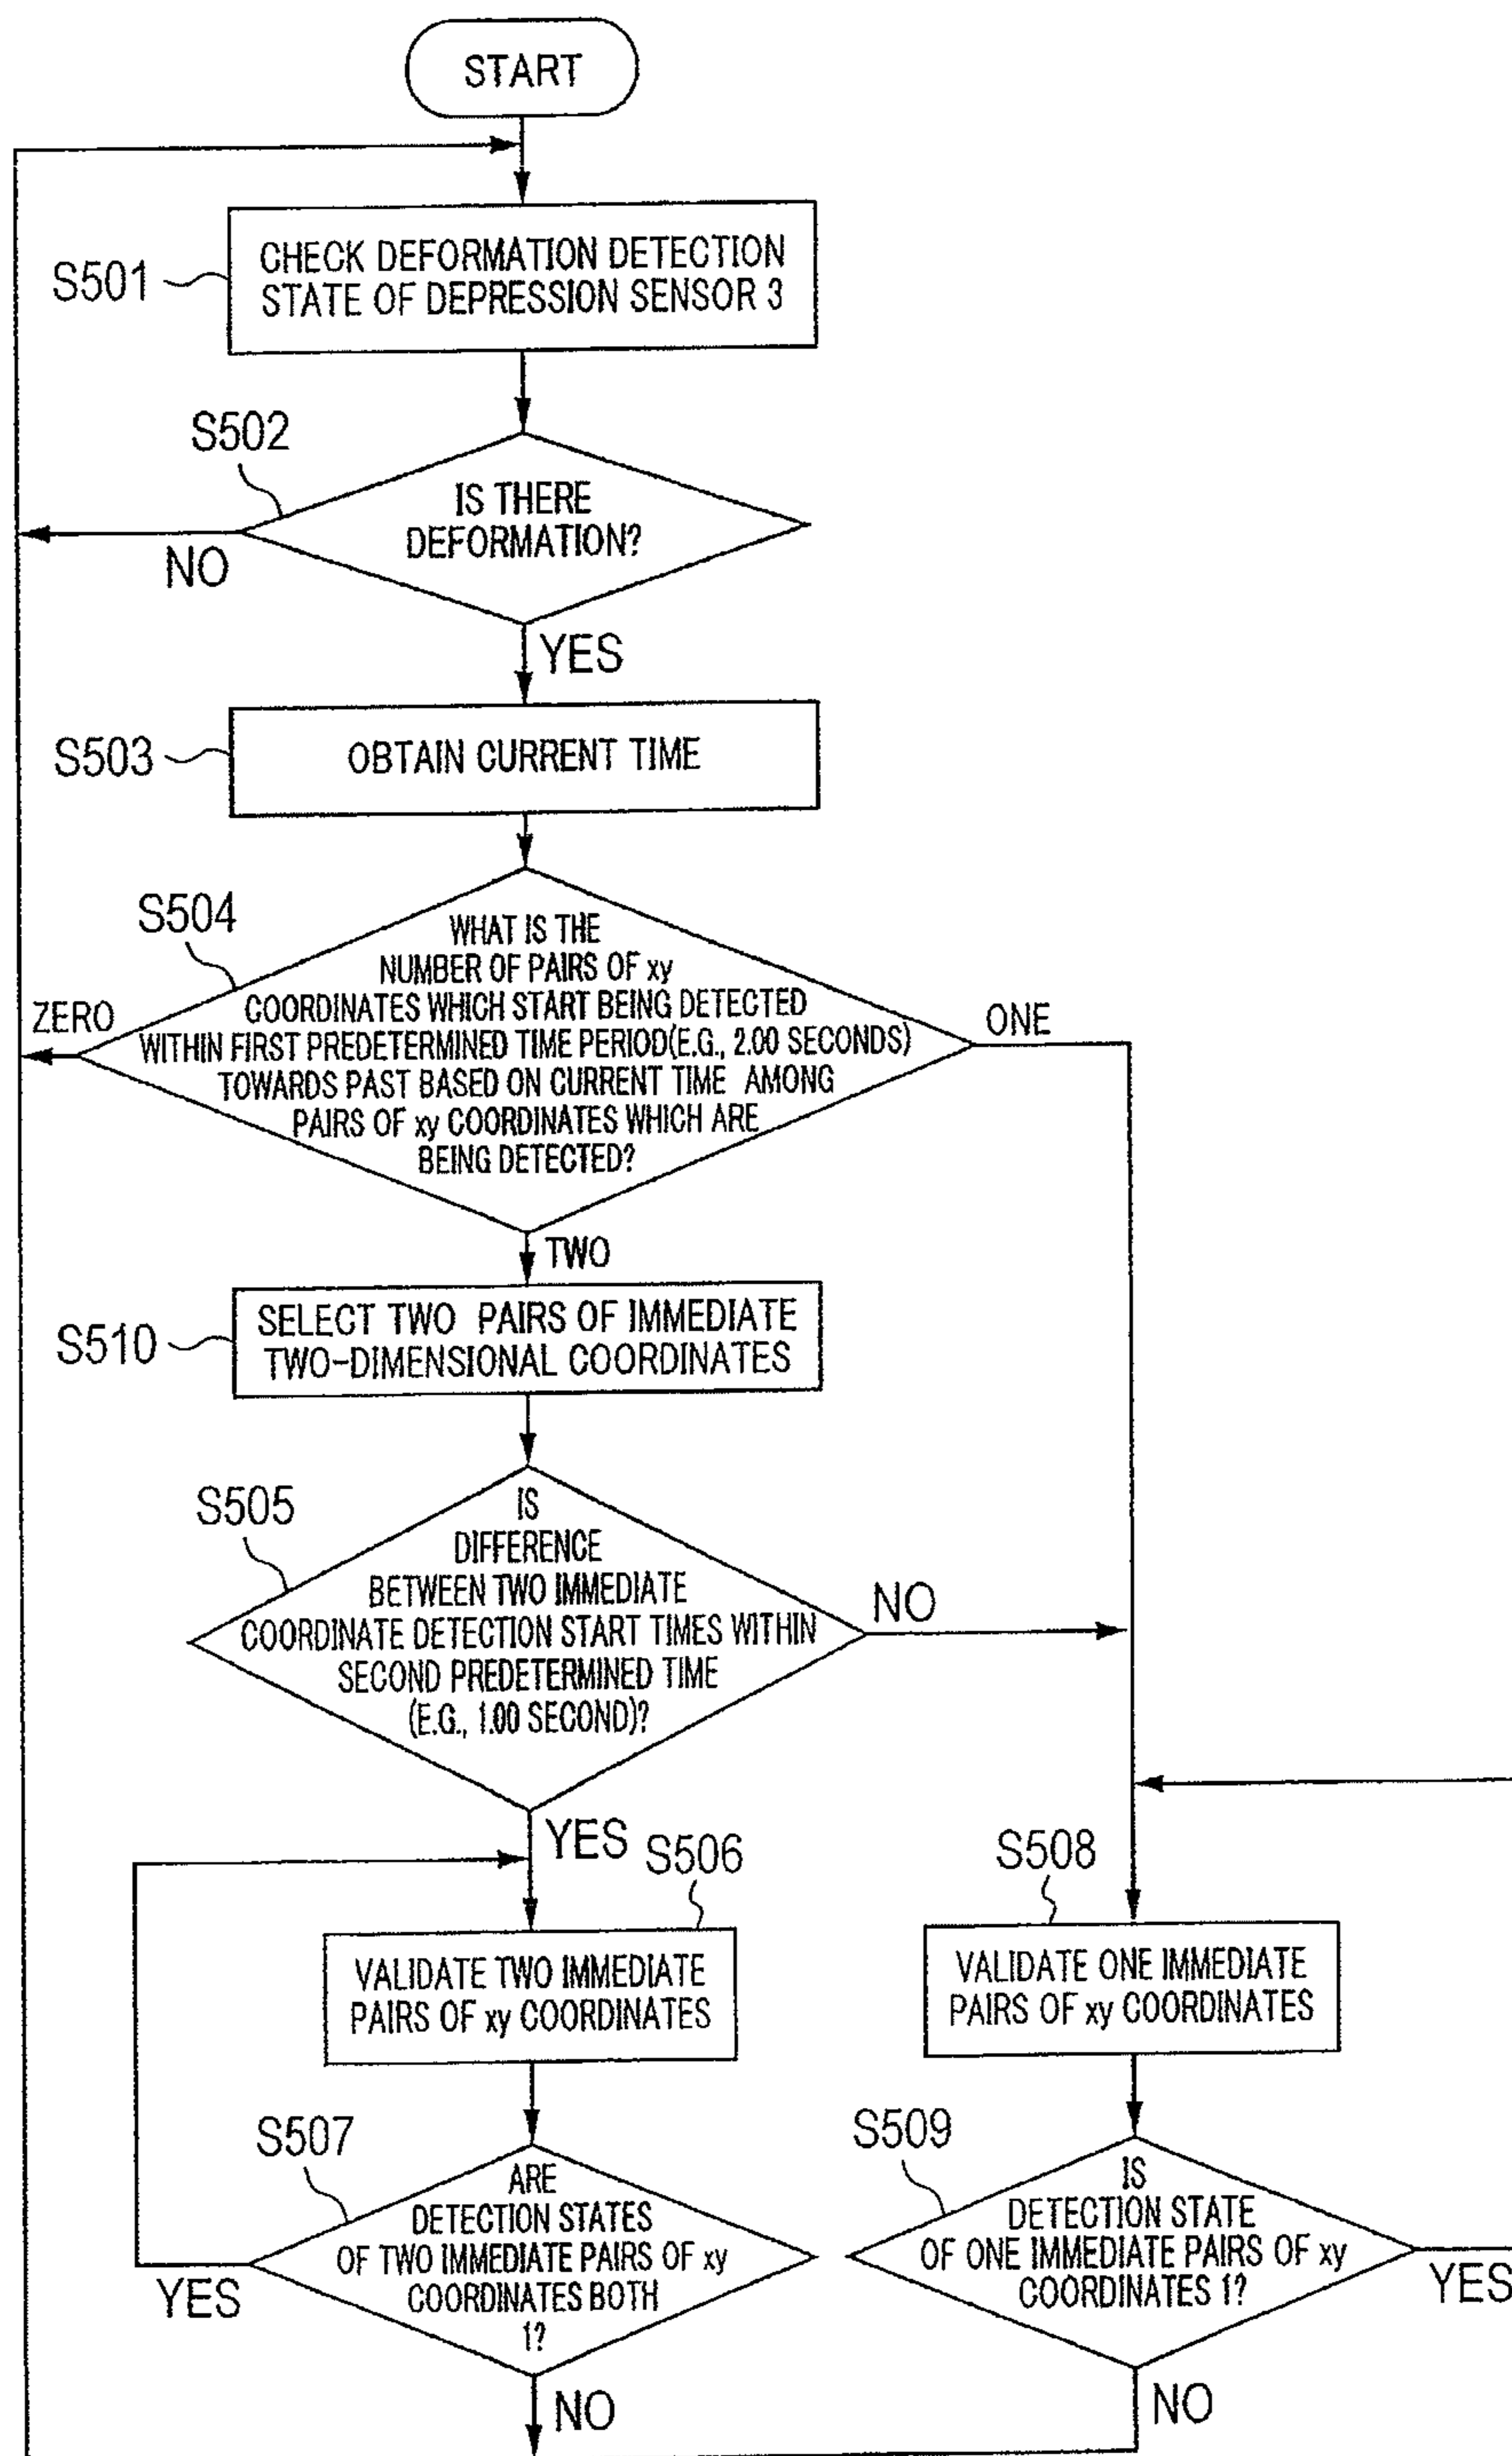 START
S501
CHECK DEFORMATION DETECTION
STATE OF DEPRESSION SENSOR 3
S502
IS THERE
DEFORMATION?
NO
YES
S503
OBTAIN CURRENT TIME
S504
WHAT IS THE
NUMBER OF PAIRS OF xy
COORDINATES WHICH START BEING DETECTED
WITHIN FIRST PREDETERMINED TIME PERIOD(E.G., 2.00 SECONDS)
TOWARDS PAST BASED ON CURRENT TIME AMONG
PAIRS OF xy COORDINATES WHICH ARE
BEING DETECTED?
ZERO
ONE
TWO
S510
SELECT TWO PAIRS OF IMMEDIATE
TWO-DIMENSIONAL COORDINATES
S505
IS
DIFFERENCE
BETWEEN TWO IMMEDIATE
COORDINATE DETECTION START TIMES WITHIN
SECOND PREDETERMINED TIME
(E.G., 1.00 SECOND)?
NO
YES
S506
VALIDATE TWO IMMEDIATE
PAIRS OF xy COORDINATES
S508
VALIDATE ONE IMMEDIATE
PAIRS OF xy COORDINATES
S507
ARE
DETECTION STATES
OF TWO IMMEDIATE PAIRS OF xy
COORDINATES BOTH
1?
YES
NO
S509
IS
DETECTION STATE
OF ONE IMMEDIATE PAIRS OF xy
COORDINATES 1?
YES
NO